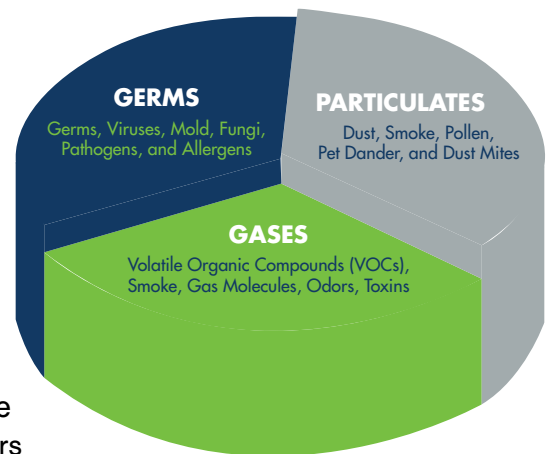 GERMS
Germs, Viruses, Mold, Fungi,
Pathogens, and Allergens
PARTICULATES
Dust, Smoke, Pollen,
Pet Dander, and Dust Mites
GASES
Volatile Organic Compounds (VOCs),
Smoke, Gas Molecules, Odors, Toxins
e
rs